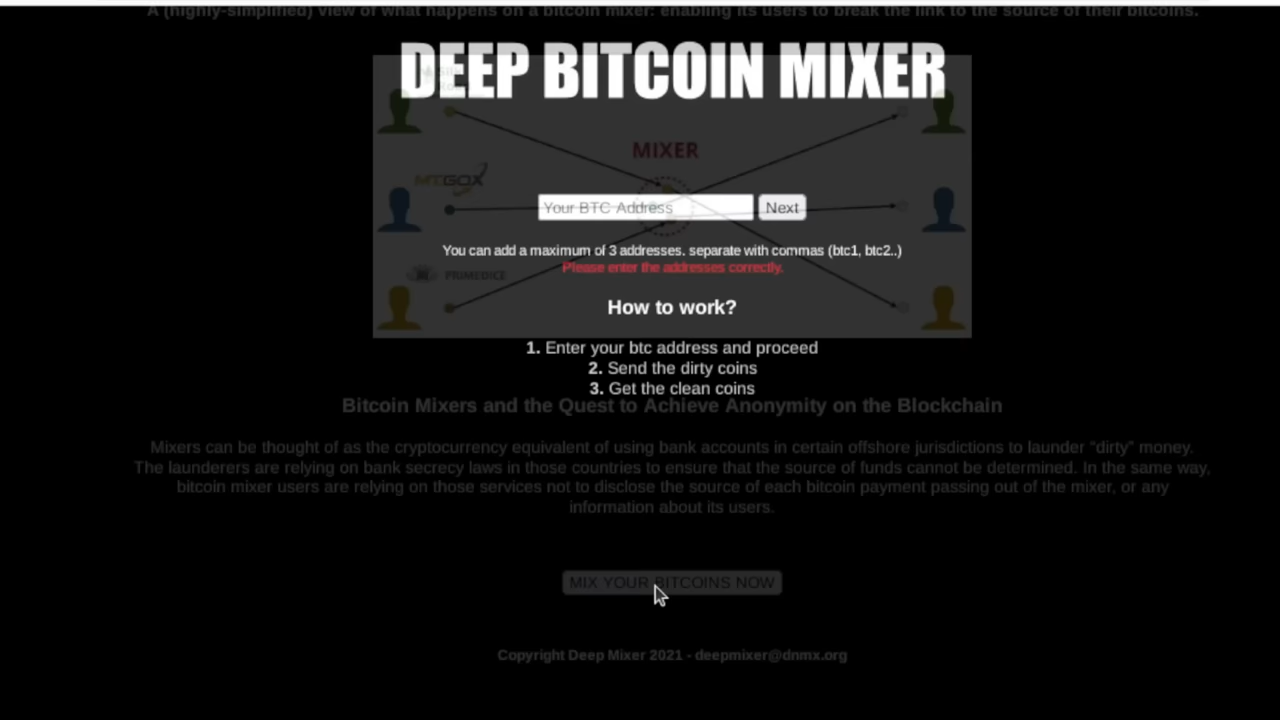 A (highly-simplified) view of what happens on a bitcoin mixer: enabling its users to break the link to the source of their bitcoins.
DEEP BITCOIN MIXER
MIXER
MTGOX
Your BTC Address
Next
You can add a maximum of 3 addresses. separate with commas (btc1, btc2..)
Please enter the addresses correctly.
PRIMEDICE
How to work?
1. Enter your btc address and proceed
2. Send the dirty coins
3. Get the clean coins
Bitcoin Mixers and the Quest to Achieve Anonymity on the Blockchain
Mixers can be thought of as the cryptocurrency equivalent of using bank accounts in certain offshore jurisdictions to launder “dirty” money.
The launderers are relying on bank secrecy laws in those countries to ensure that the source of funds cannot be determined. In the same way,
bitcoin mixer users are relying on those services not to disclose the source of each bitcoin payment passing out of the mixer, or any
information about its users.
MIX YOUR BITCOINS NOW
Copyright Deep Mixer 2021 - deepmixer@dnmx.org